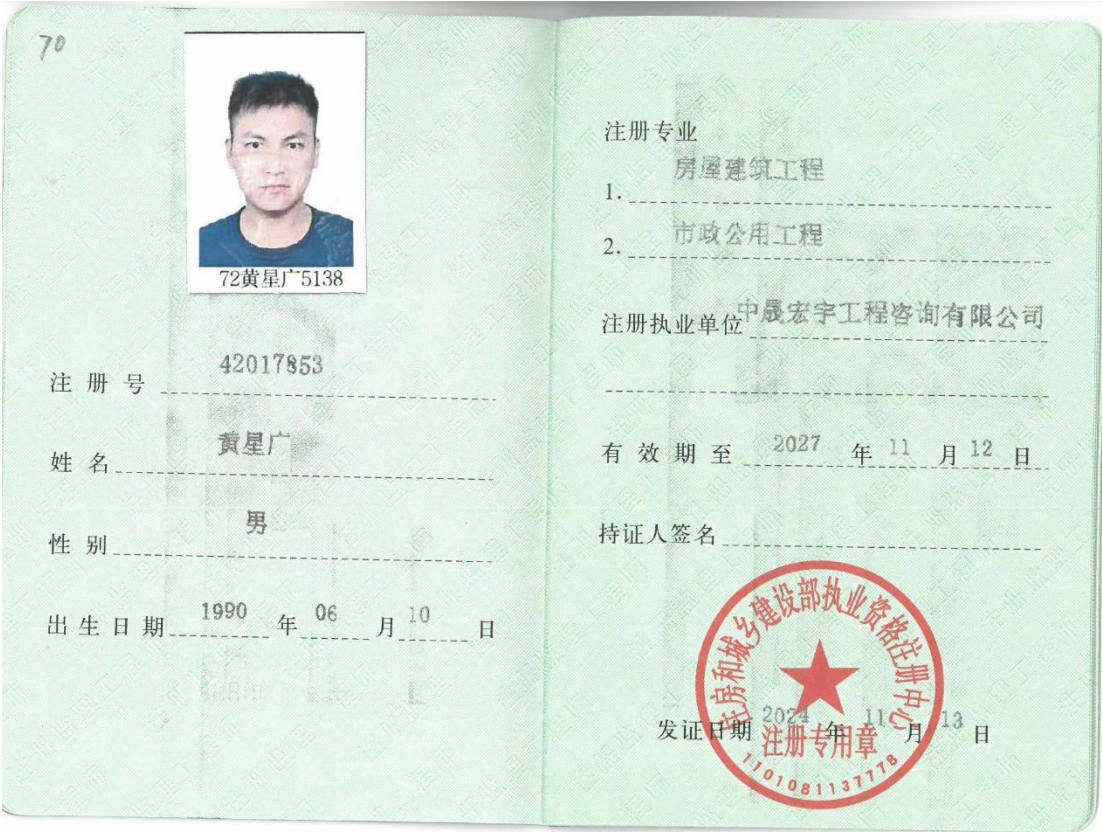 70
72黄星广5138
注册号 42017853
姓名 黄星广
性别 男
出生日期 1990 年 06 月 10 日
注册专业
1. 房屋建筑工程
2. 市政公用工程
注册执业单位 中晟宏宇工程咨询有限公司
有效期至 2027 年 11 月 12 日
持证人签名
住房和城乡建设部执业资格注册中心
发证日期 2024 年 11 月 13 日
注册专用章
1101081137778